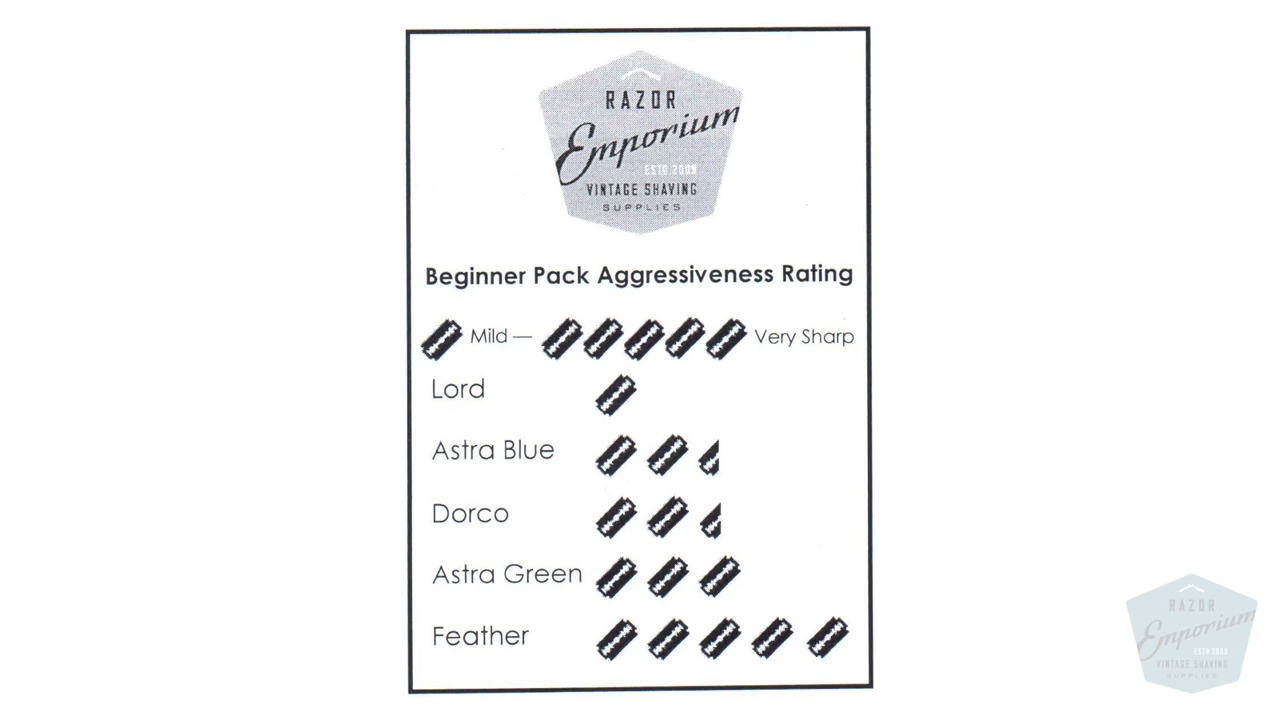 RAZOR
Emporium
ESTD 2009
VINTAGE SHAVING
SUPPLIES
Beginner Pack Aggressiveness Rating
Mild — Very Sharp
Lord
Astra Blue
Dorco
Astra Green
Feather
RAZOR
Emporium
ESTD 2009
VINTAGE SHAVING
SUPPLIES